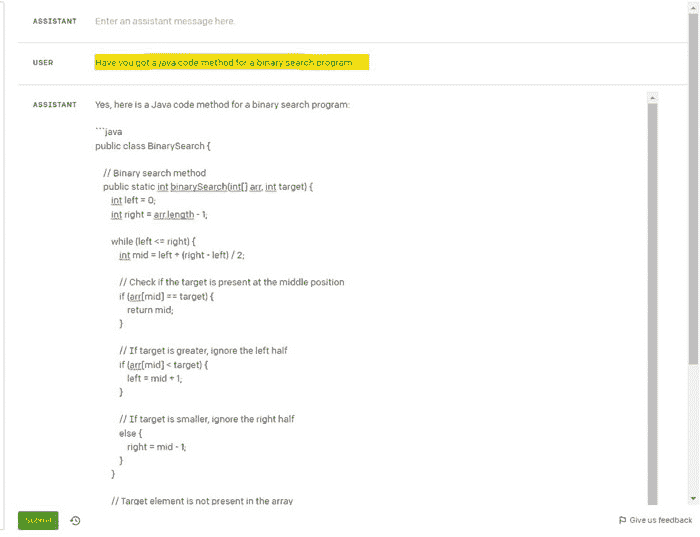 ASSISTANT Enter an assistant message here.
USER Have you got a java code method for a binary search program
ASSISTANT Yes, here is a Java code method for a binary search program:
```java
public class BinarySearch {
// Binary search method
public static int binarySearch(int[] arr, int target) {
int left = 0;
int right = arr.length - 1;
while (left <= right) {
int mid = left + (right - left) / 2;
// Check if the target is present at the middle position
if (arr[mid] == target) {
return mid;
}
// If target is greater, ignore the left half
if (arr[mid] < target) {
left = mid + 1;
}
// If target is smaller, ignore the right half
else {
right = mid - 1;
}
}
// Target element is not present in the array
Submit
Give us feedback